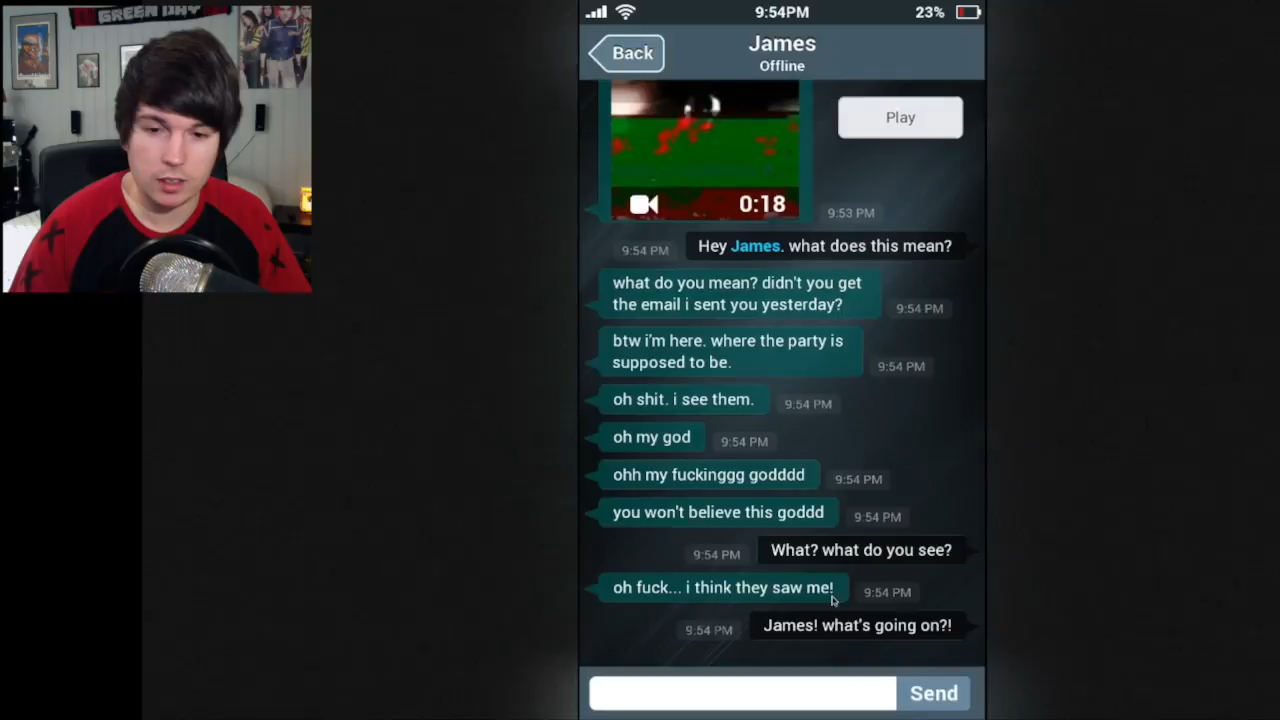 GREEN DAY
9:54PM
23%
Back
James
Offline
Play
0:18
9:53 PM
9:54 PM
Hey James. what does this mean?
what do you mean? didn't you get
the email i sent you yesterday?
9:54 PM
btw i'm here. where the party is
supposed to be.
9:54 PM
oh shit. i see them.
9:54 PM
oh my god
9:54 PM
ohh my fuckinggg godddd
9:54 PM
you won't believe this goddd
9:54 PM
9:54 PM
What? what do you see?
oh fuck... i think they saw me!
9:54 PM
9:54 PM
James! what's going on?!
Send